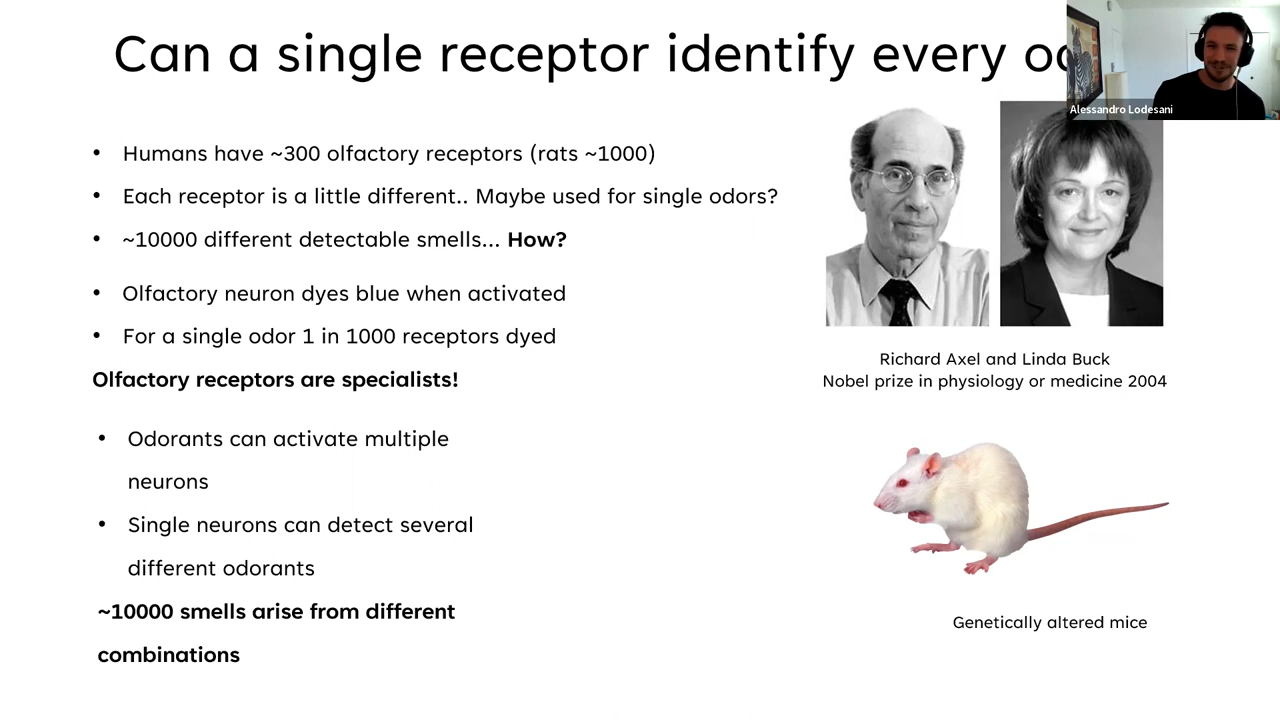 Can a single receptor identify every
Alessandro Lodesani
• Humans have ~300 olfactory receptors (rats ~1000)
• Each receptor is a little different.. Maybe used for single odors?
• ~10000 different detectable smells... How?
• Olfactory neuron dyes blue when activated
• For a single odor 1 in 1000 receptors dyed
Olfactory receptors are specialists!
• Odorants can activate multiple
neurons
• Single neurons can detect several
different odorants
~10000 smells arise from different
combinations
Richard Axel and Linda Buck
Nobel prize in physiology or medicine 2004
Genetically altered mice